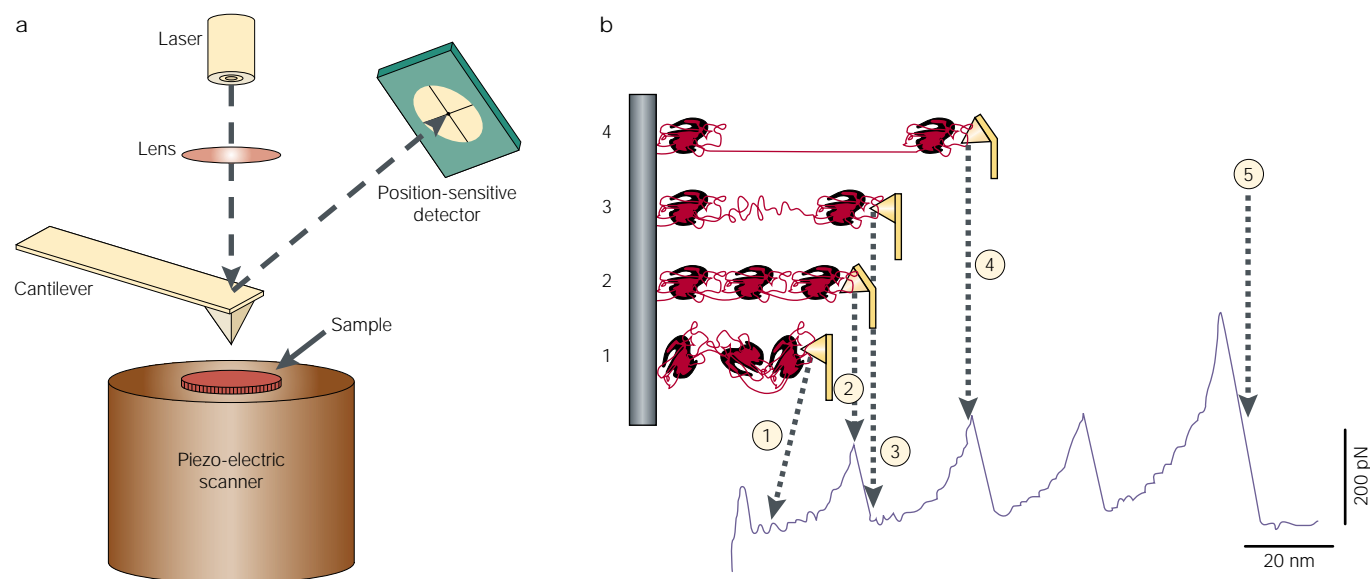 a
Laser
Lens
Position-sensitive
detector
Cantilever
Sample
Piezo-electric
scanner
b
4
3
2
1
5
4
2
1
3
200 pN
20 nm